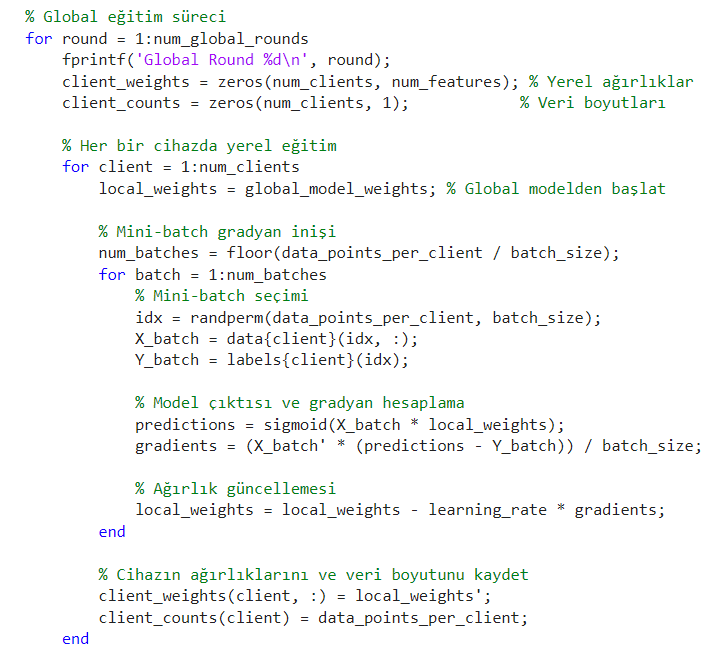 % Global eğitim süreci
for round = 1:num_global_rounds
    fprintf('Global Round %d\n', round);
    client_weights = zeros(num_clients, num_features); % Yerel ağırlıklar
    client_counts = zeros(num_clients, 1);            % Veri boyutları

    % Her bir cihazda yerel eğitim
    for client = 1:num_clients
        local_weights = global_model_weights; % Global modelden başlat

        % Mini-batch gradyan inişi
        num_batches = floor(data_points_per_client / batch_size);
        for batch = 1:num_batches
            % Mini-batch seçimi
            idx = randperm(data_points_per_client, batch_size);
            X_batch = data{client}(idx, :);
            Y_batch = labels{client}(idx);

            % Model çıktısı ve gradyan hesaplama
            predictions = sigmoid(X_batch * local_weights);
            gradients = (X_batch' * (predictions - Y_batch)) / batch_size;

            % Ağırlık güncellemesi
            local_weights = local_weights - learning_rate * gradients;
        end

        % Cihazın ağırlıklarını ve veri boyutunu kaydet
        client_weights(client, :) = local_weights';
        client_counts(client) = data_points_per_client;
    end